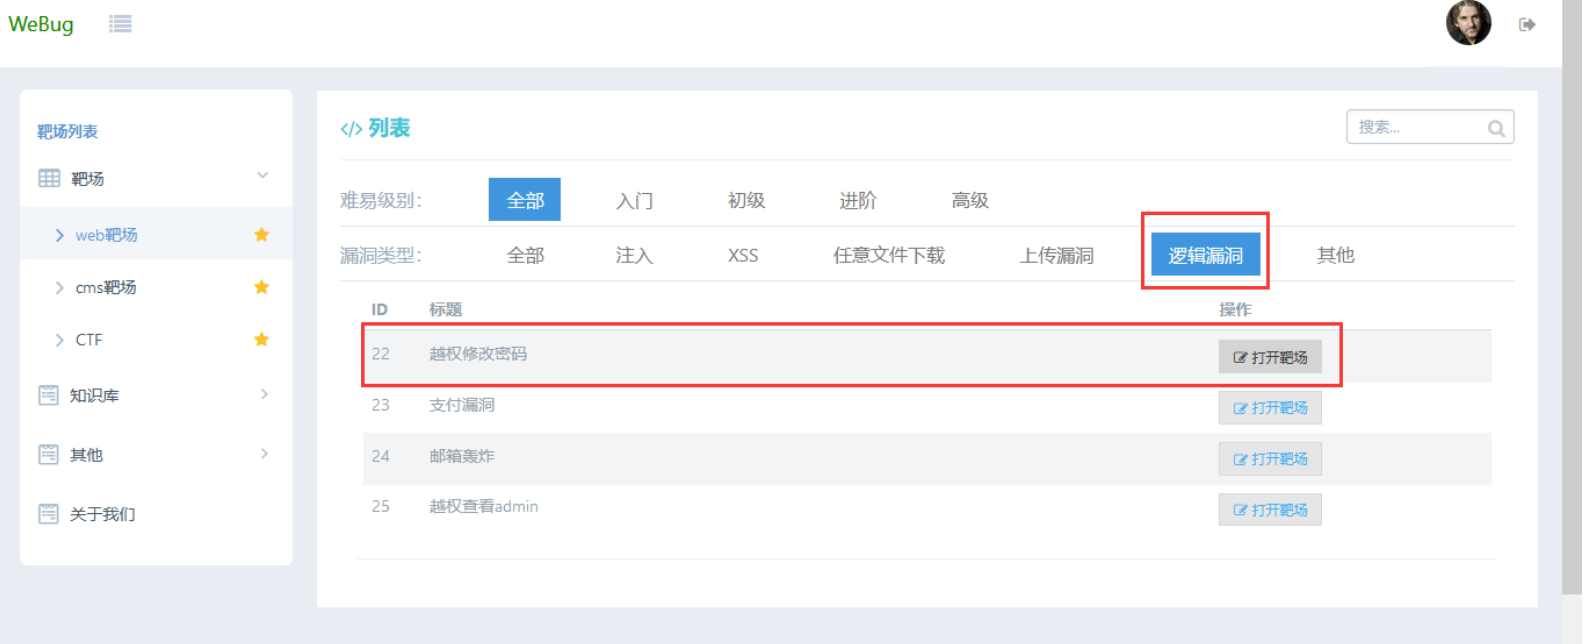 WeBug
靶场列表
靶场
web靶场
cms靶场
CTF
知识库
其他
关于我们
</> 列表
搜索...
难易级别: 全部 入门 初级 进阶 高级
漏洞类型: 全部 注入 XSS 任意文件下载 上传漏洞 逻辑漏洞 其他
ID 标题 操作
22 越权修改密码 打开靶场
23 支付漏洞 打开靶场
24 邮箱轰炸 打开靶场
25 越权查看admin 打开靶场